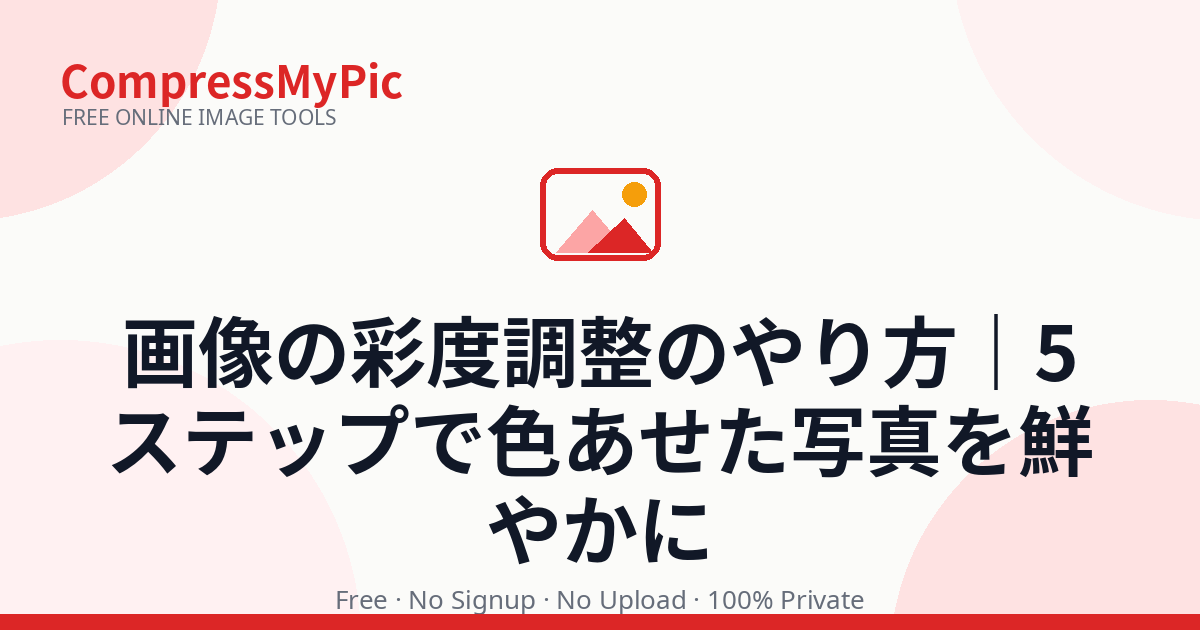 CompressMyPic
FREE ONLINE IMAGE TOOLS
画像の彩度調整のやり方｜5
ステップで色あせた写真を鮮
やかに
Free · No Signup · No Upload · 100% Private